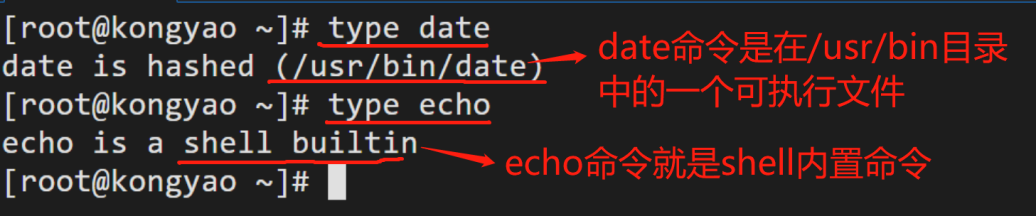 [root@kongyao ~]# type date
date is hashed (/usr/bin/date)
date命令是在/usr/bin目录
中的一个可执行文件
[root@kongyao ~]# type echo
echo is a shell builtin
echo命令就是shell内置命令
[root@kongyao ~]#